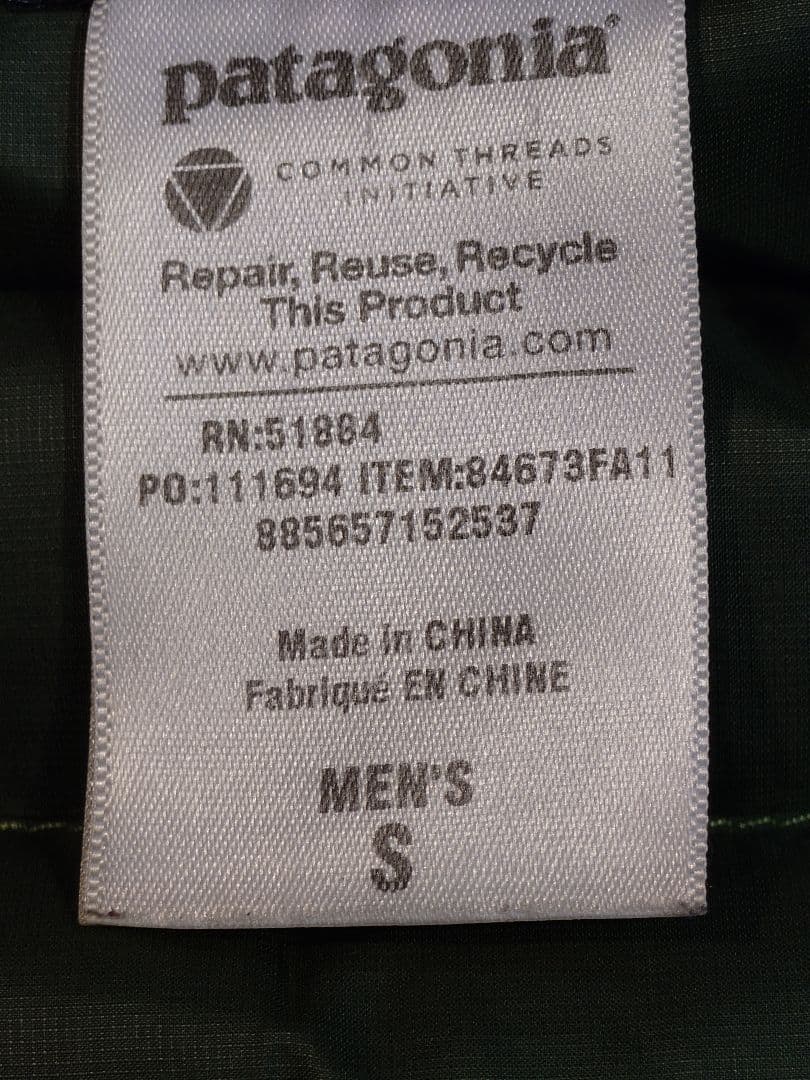 patagonia®
COMMON THREADS
INITIATIVE
Repair, Reuse, Recycle
This Product
www.patagonia.com
RN:51884
PO:111694 ITEM:84673FA11
885657152537
Made in CHINA
Fabriqué EN CHINE
MEN'S
S